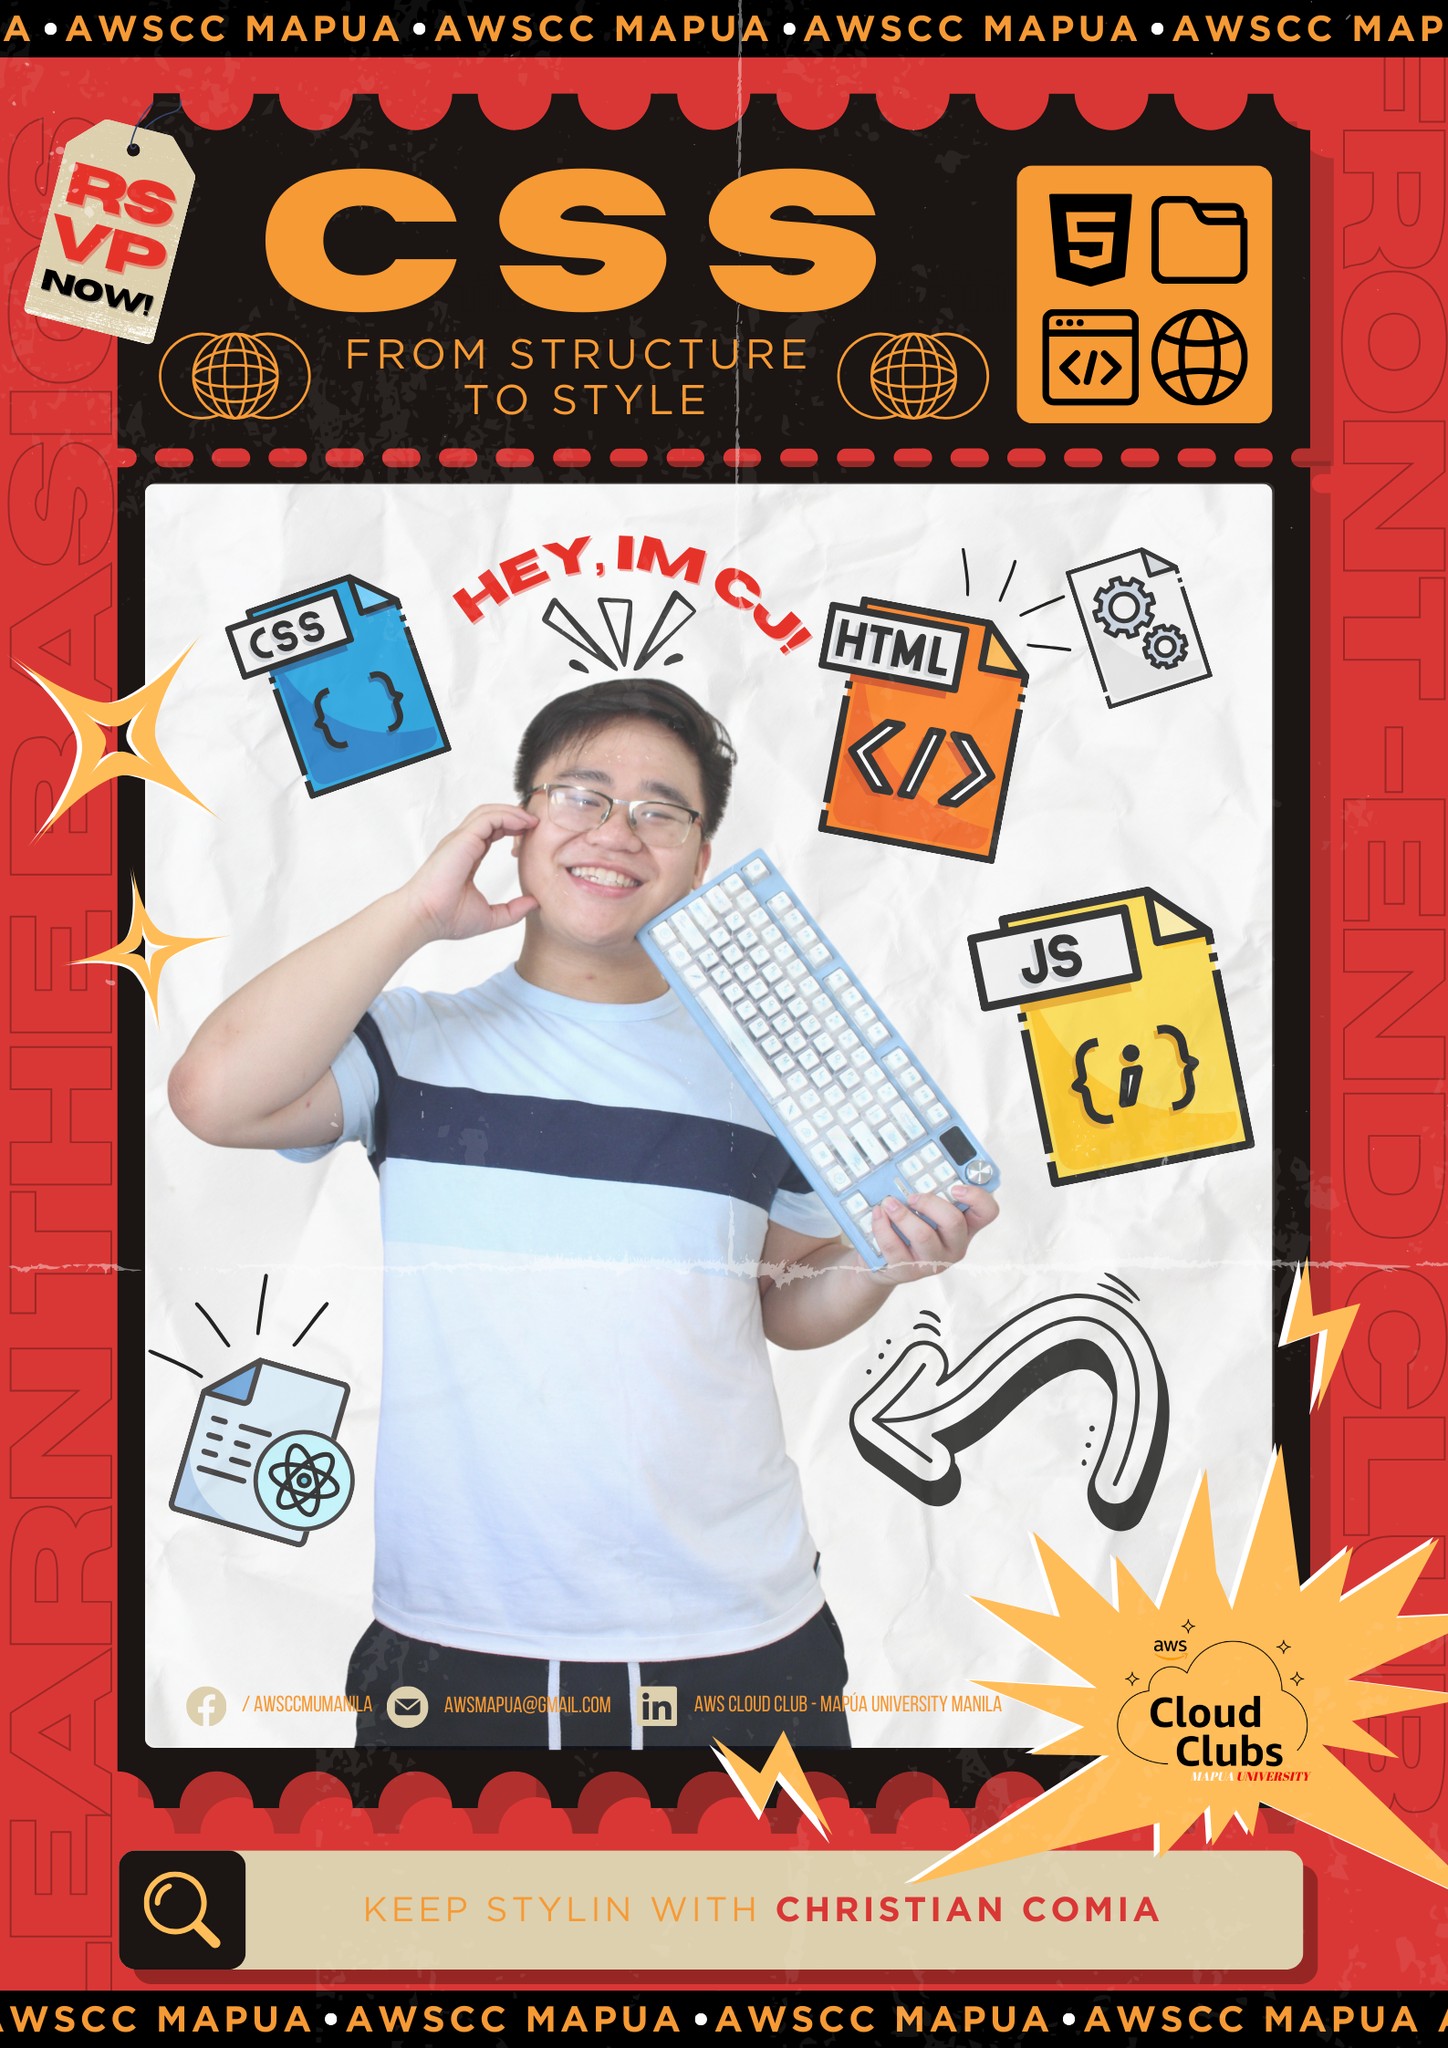 A • AWSCC MAPUA • AWSCC MAPUA • AWSCC MAPUA • AWSCC MAP
RS
VP
NOW!
CSS
FROM STRUCTURE
TO STYLE
5
</>
LEARN THE BASICS
FRONT-END CLUB
HEY, IM CJ!
CSS
{ }
HTML
</>
JS
{i}
/ AWSCCMUMANILA
AWSMAPUA@GMAIL.COM
in
AWS CLOUD CLUB - MAPÚA UNIVERSITY MANILA
aws
Cloud
Clubs
MAPUA UNIVERSITY
KEEP STYLIN WITH CHRISTIAN COMIA
WSCC MAPUA • AWSCC MAPUA • AWSCC MAPUA • AWSCC MAPUA A